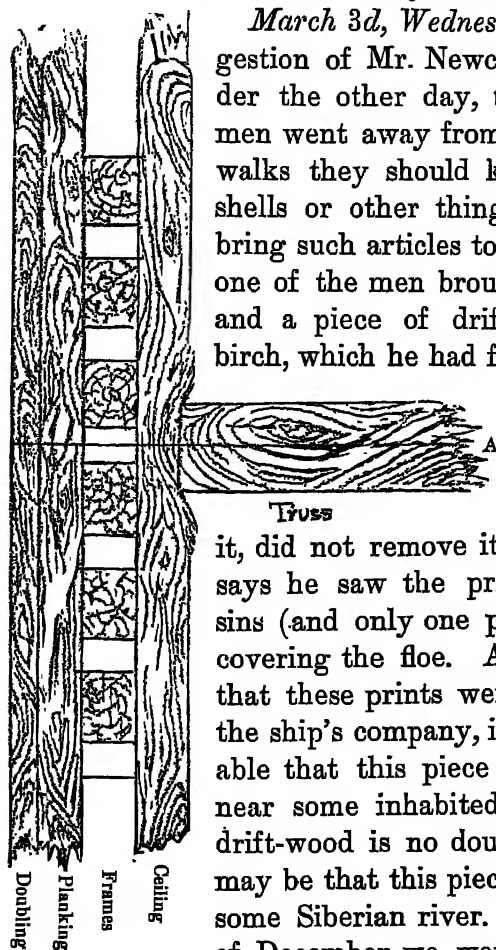 March 3d, Wednes
gestion of Mr. Newc
der the other day, t
men went away from
walks they should k
shells or other thing
bring such articles to
one of the men brou
and a piece of drif
birch, which he had f
A
Truss
it, did not remove it
says he saw the pr
sins (.and only one p
covering the floe. A
that these prints wer
the ship's company, i
able that this piece
near some inhabited
drift-wood is no dou
may be that this piec
some Siberian river.
of December we wer
Doubling
Planking
Frames
Ceiling